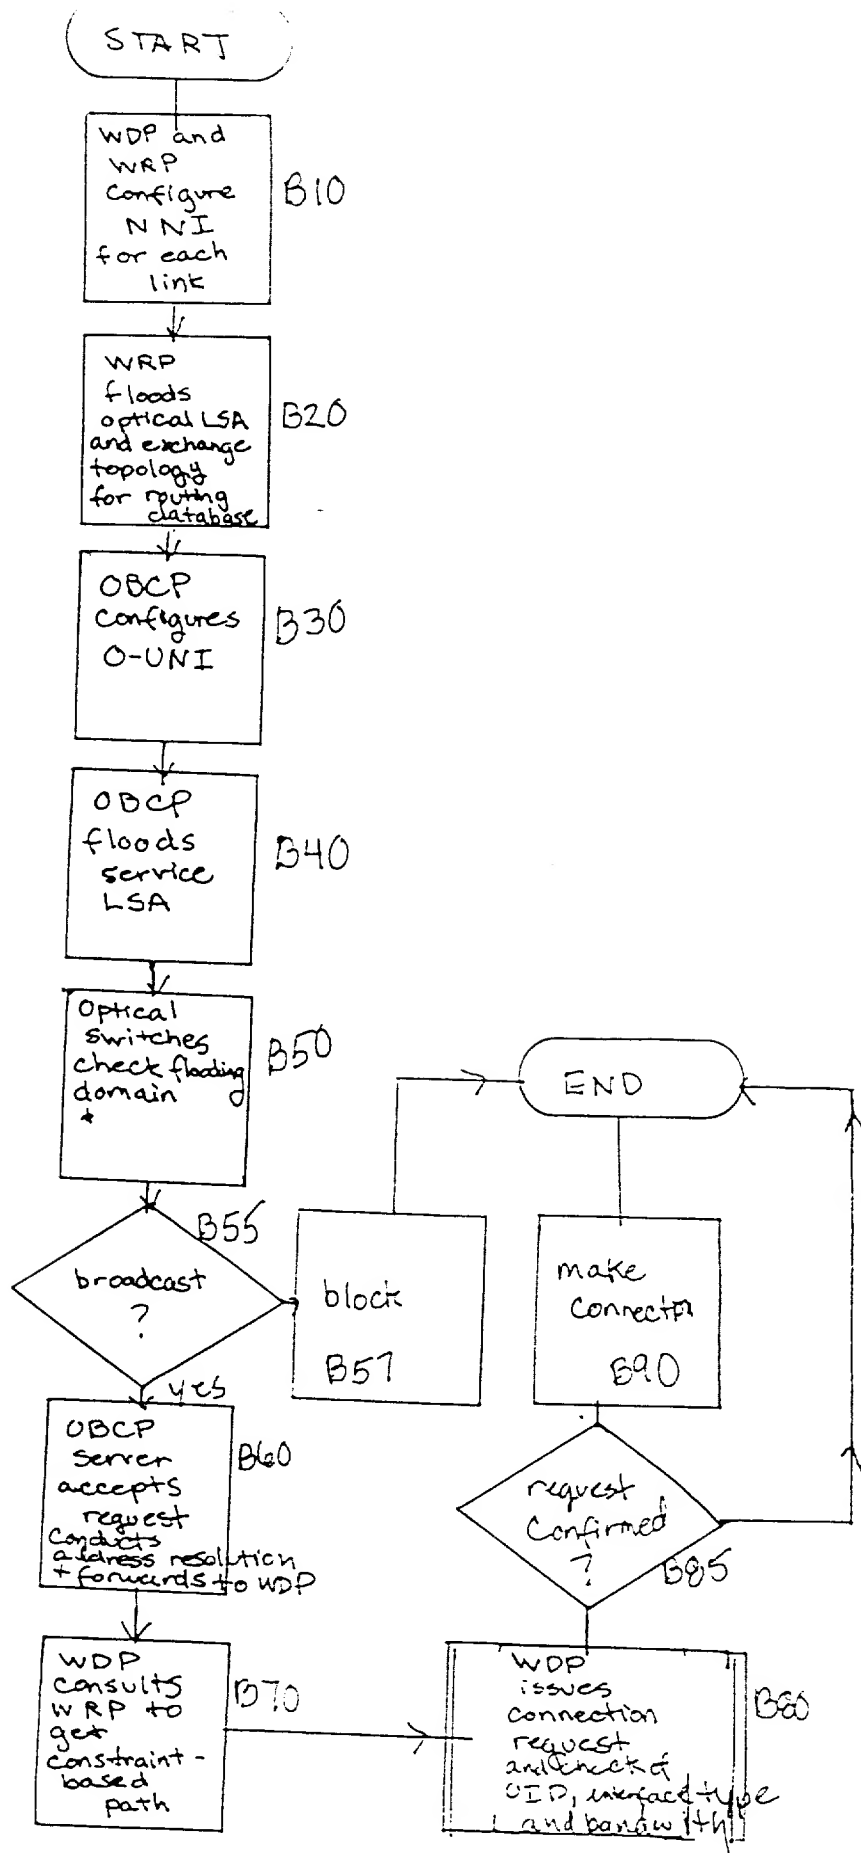 START
WDP and
WRP
configure
NNI
for each
link
B10
WRP
floods
optical LSA
and exchange
topology
for routing
database
B20
OBCP
configures
O-UNI
B30
OBCP
floods
service
LSA
B40
Optical
switches
check flooding
domain
*
B50
broadcast
?
B55
yes
block
B57
OBCP
server
accepts
request
conducts
address resolution
+ forwards to WDP
B60
WDP
consults
WRP to
get
constraint-
based
path
B70
WDP
issues
connection
request
and checks
UID, interface type
and bandwith
B80
request
confirmed
?
B85
make
connection
B90
END